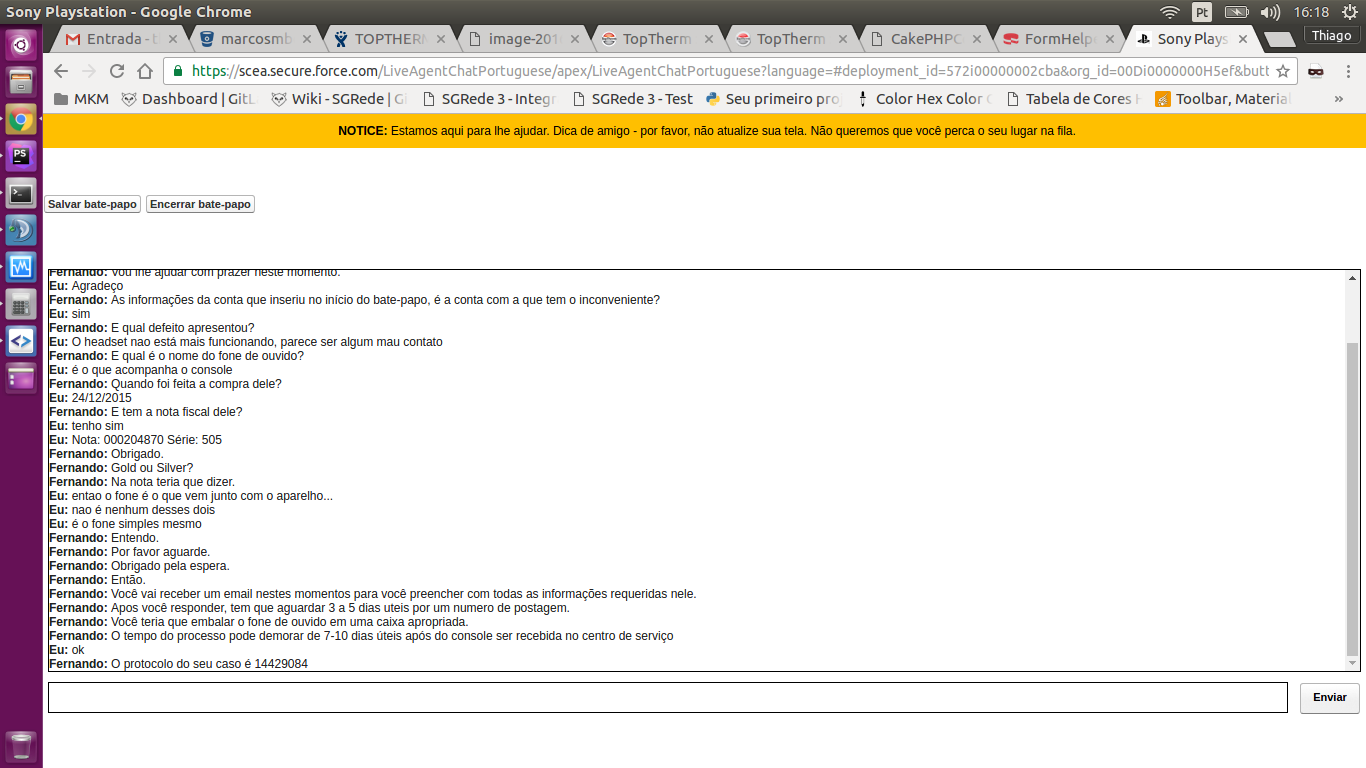 Sony Playstation - Google Chrome
Pt
16:18
Entrada - t
marcosmb
TOPTHERM
image-201
TopTherm
TopTherm
CakePHPC
FormHelpe
Sony Plays
Thiago
https://scea.secure.force.com/LiveAgentChatPortuguese/apex/LiveAgentChatPortuguese?language=#deployment_id=572i00000002cba&org_id=00Di0000000H5ef&butt
MKM
Dashboard | GitL
Wiki - SGRede | G
SGRede 3 - Integr
SGRede 3 - Test
Seu primeiro pro
Color Hex Color C
Tabela de Cores H
Toolbar, Material
»
NOTICE: Estamos aqui para lhe ajudar. Dica de amigo - por favor, não atualize sua tela. Não queremos que você perca o seu lugar na fila.
Salvar bate-papo
Encerrar bate-papo
Fernando: Vou lhe ajudar com prazer neste momento.
Eu: Agradeço
Fernando: As informações da conta que inseriu no início do bate-papo, é a conta com a que tem o inconveniente?
Eu: sim
Fernando: E qual defeito apresentou?
Eu: O headset nao está mais funcionando, parece ser algum mau contato
Fernando: E qual é o nome do fone de ouvido?
Eu: é o que acompanha o console
Fernando: Quando foi feita a compra dele?
Eu: 24/12/2015
Fernando: E tem a nota fiscal dele?
Eu: tenho sim
Eu: Nota: 000204870 Série: 505
Fernando: Obrigado.
Fernando: Gold ou Silver?
Fernando: Na nota teria que dizer.
Eu: entao o fone é o que vem junto com o aparelho...
Eu: nao é nenhum desses dois
Eu: é o fone simples mesmo
Fernando: Entendo.
Fernando: Por favor aguarde.
Fernando: Obrigado pela espera.
Fernando: Então.
Fernando: Você vai receber um email nestes momentos para você preencher com todas as informações requeridas nele.
Fernando: Apos você responder, tem que aguardar 3 a 5 dias uteis por um numero de postagem.
Fernando: Você teria que embalar o fone de ouvido em uma caixa apropriada.
Fernando: O tempo do processo pode demorar de 7-10 dias úteis após do console ser recebida no centro de serviço
Eu: ok
Fernando: O protocolo do seu caso é 14429084
Enviar